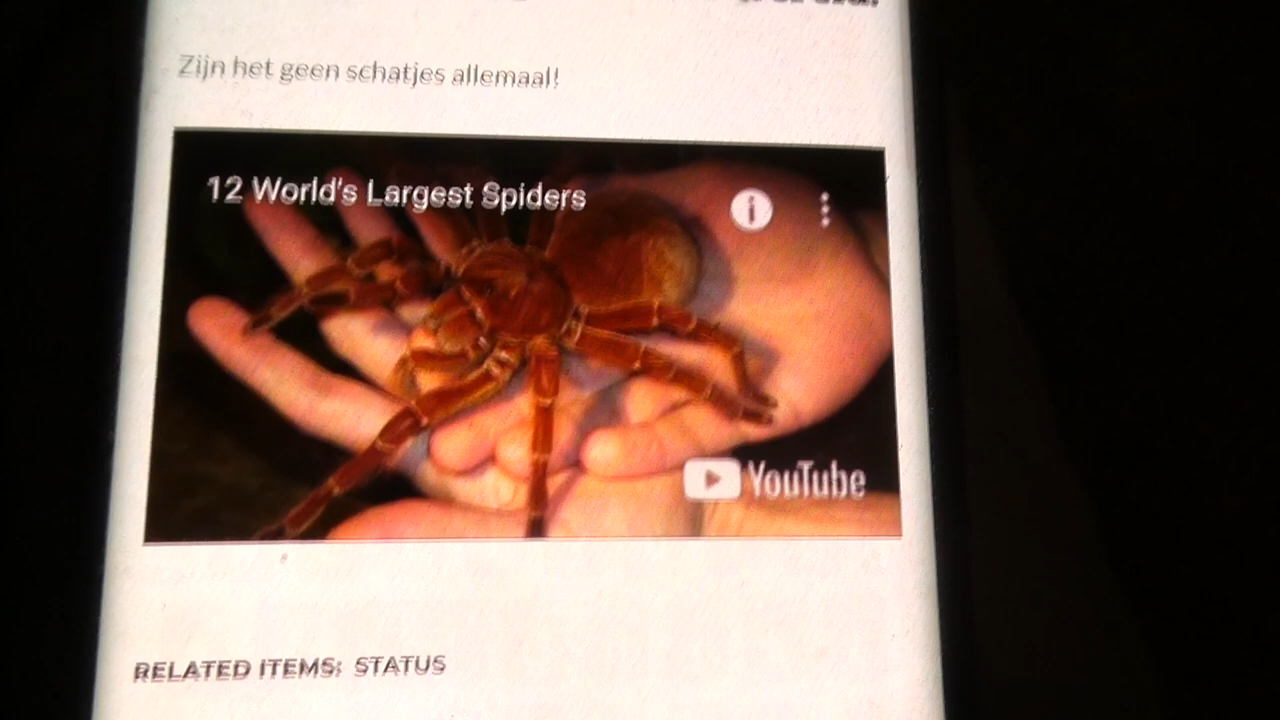 Zijn het geen schatjes allemaal!
12 World's Largest Spiders
YouTube
RELATED ITEMS: STATUS